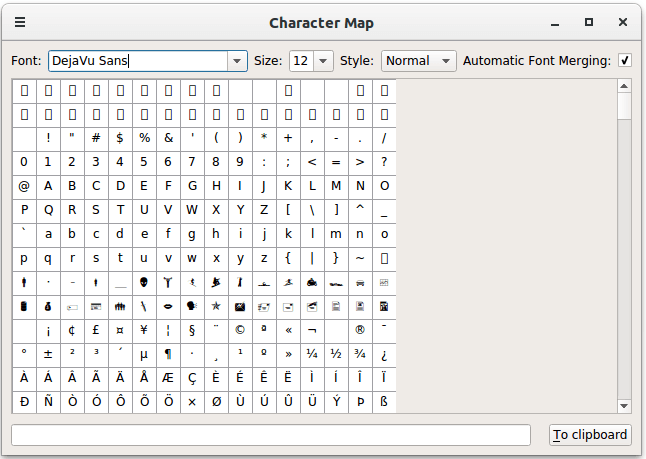 Character Map
Font: DejaVu Sans Size: 12 Style: Normal Automatic Font Merging:
! " # $ % & ' ( ) * + , - . /
0 1 2 3 4 5 6 7 8 9 : ; < = > ?
@ A B C D E F G H I J K L M N O
P Q R S T U V W X Y Z [ \ ] ^ _
` a b c d e f g h i j k l m n o
p q r s t u v w x y z { | } ~
¡ ¢ £ ¤ ¥ ¦ § ¨ © ª « ¬ ® ¯
° ± ² ³ ´ µ ¶ · ¸ ¹ º » ¼ ½ ¾ ¿
À Á Â Ã Ä Å Æ Ç È É Ê Ë Ì Í Î Ï
Ð Ñ Ò Ó Ô Õ Ö × Ø Ù Ú Û Ü Ý Þ ß
To clipboard